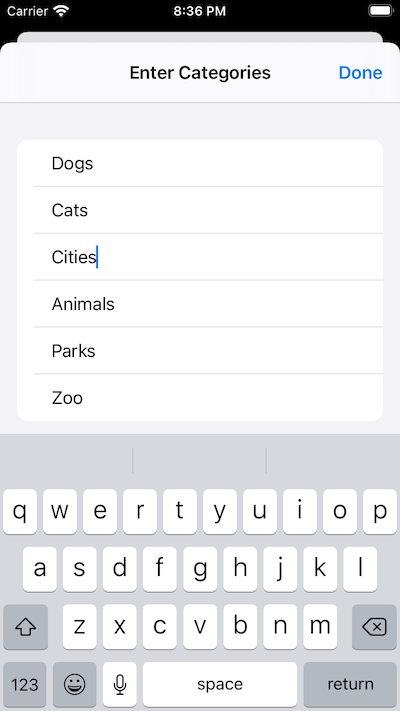 Carrier 8:36 PM
Enter Categories Done
Dogs
Cats
Cities
Animals
Parks
Zoo
q w e r t y u i o p
a s d f g h j k l
z x c v b n m
123 space return